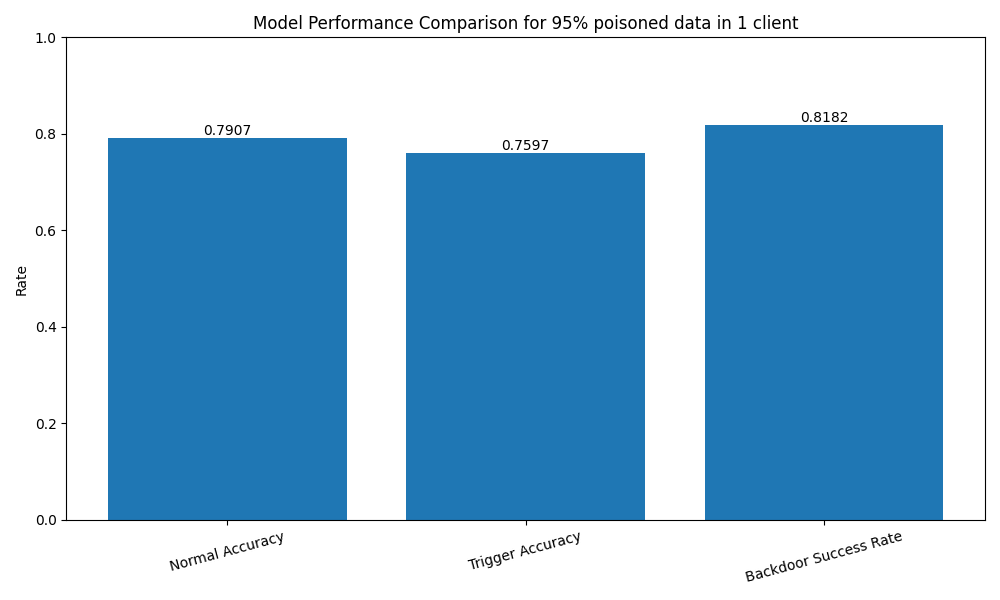 Model Performance Comparison for 95% poisoned data in 1 client
1.0
0.8
0.6
0.4
0.2
0.0
Rate
0.7907
0.7597
0.8182
Normal Accuracy
Trigger Accuracy
Backdoor Success Rate